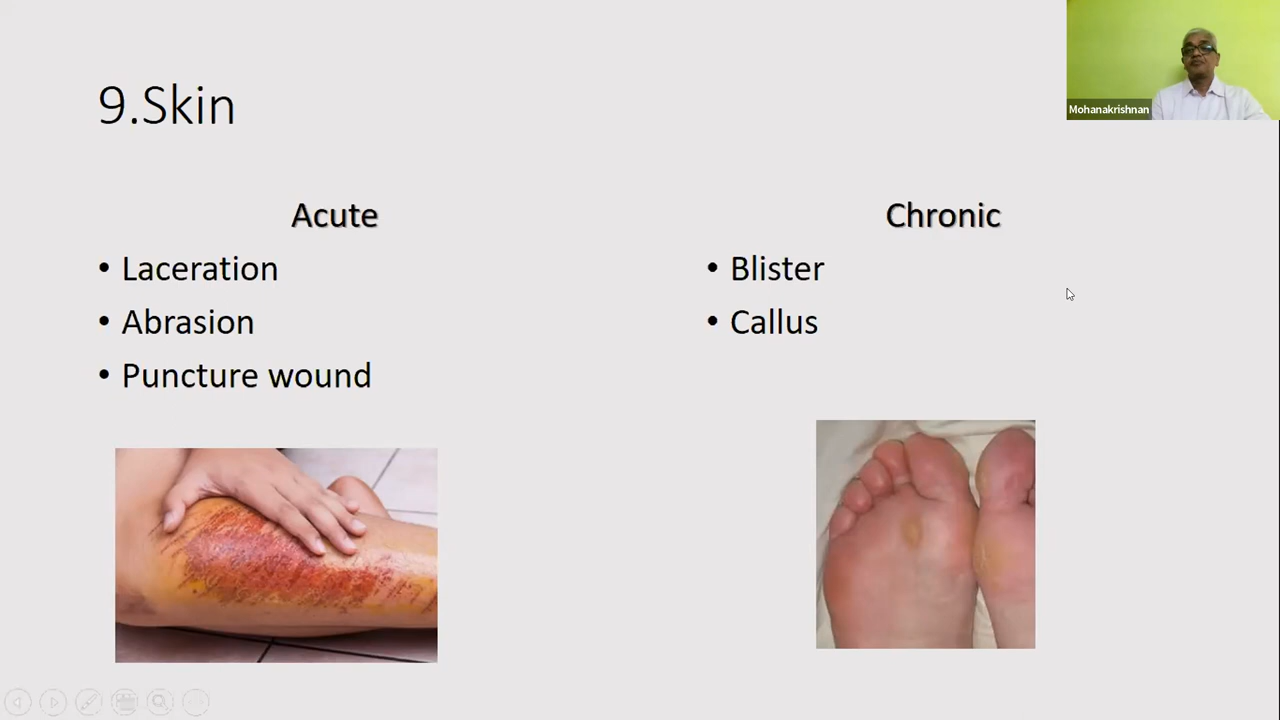 9.Skin
Mohanakrishnan
Acute
• Laceration
• Abrasion
• Puncture wound
Chronic
• Blister
• Callus